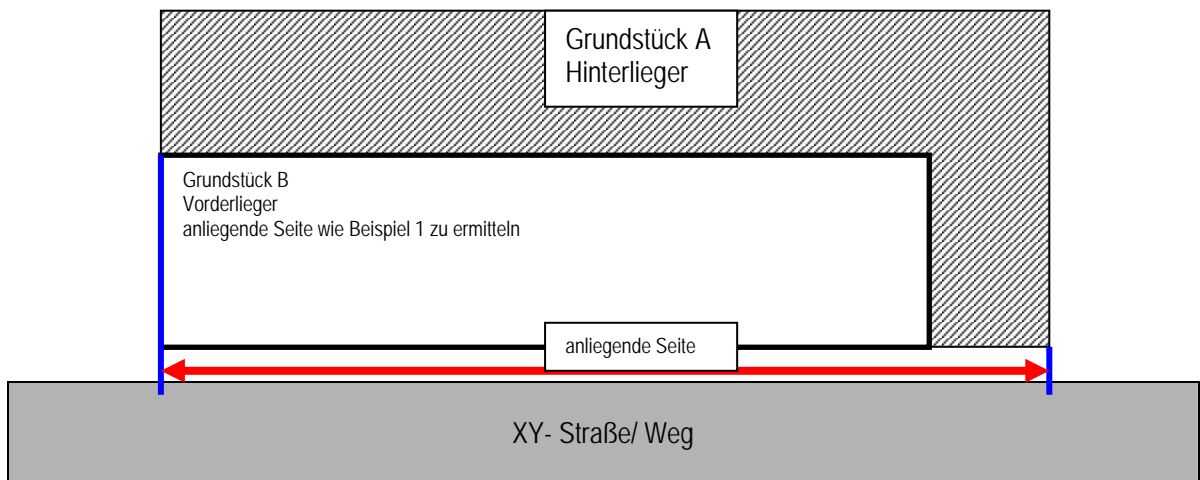 Grundstück A
Hinterlieger
Grundstück B
Vorderlieger
anliegende Seite wie Beispiel 1 zu ermitteln
anliegende Seite
XY- Straße/ Weg